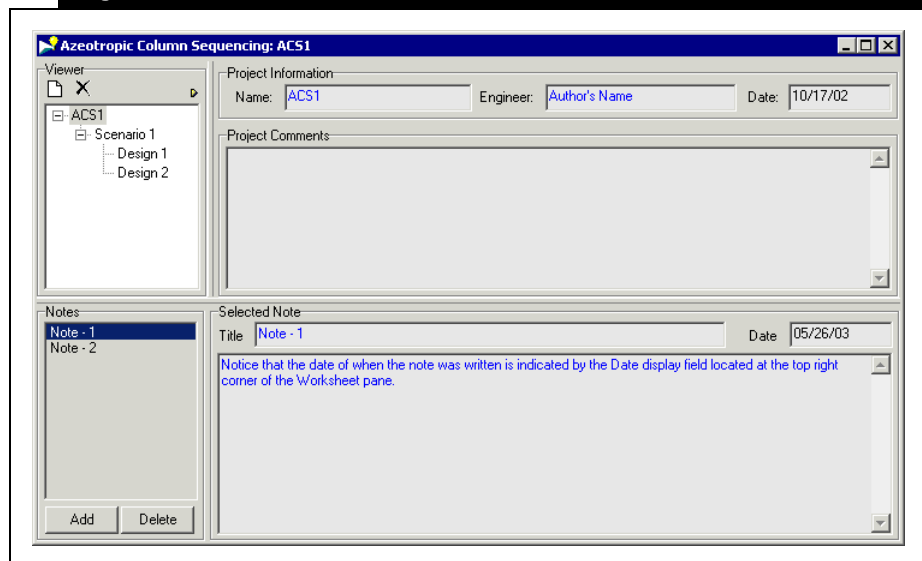 Azeotropic Column Sequencing: ACS1
Viewer
ACS1
Scenario 1
Design 1
Design 2
Project Information
Name: ACS1 Engineer: Author's Name Date: 10/17/02
Project Comments
Notes
Note - 1
Note - 2
Add Delete
Selected Note
Title Note - 1 Date 05/26/03
Notice that the date of when the note was written is indicated by the Date display field located at the top right
corner of the Worksheet pane.